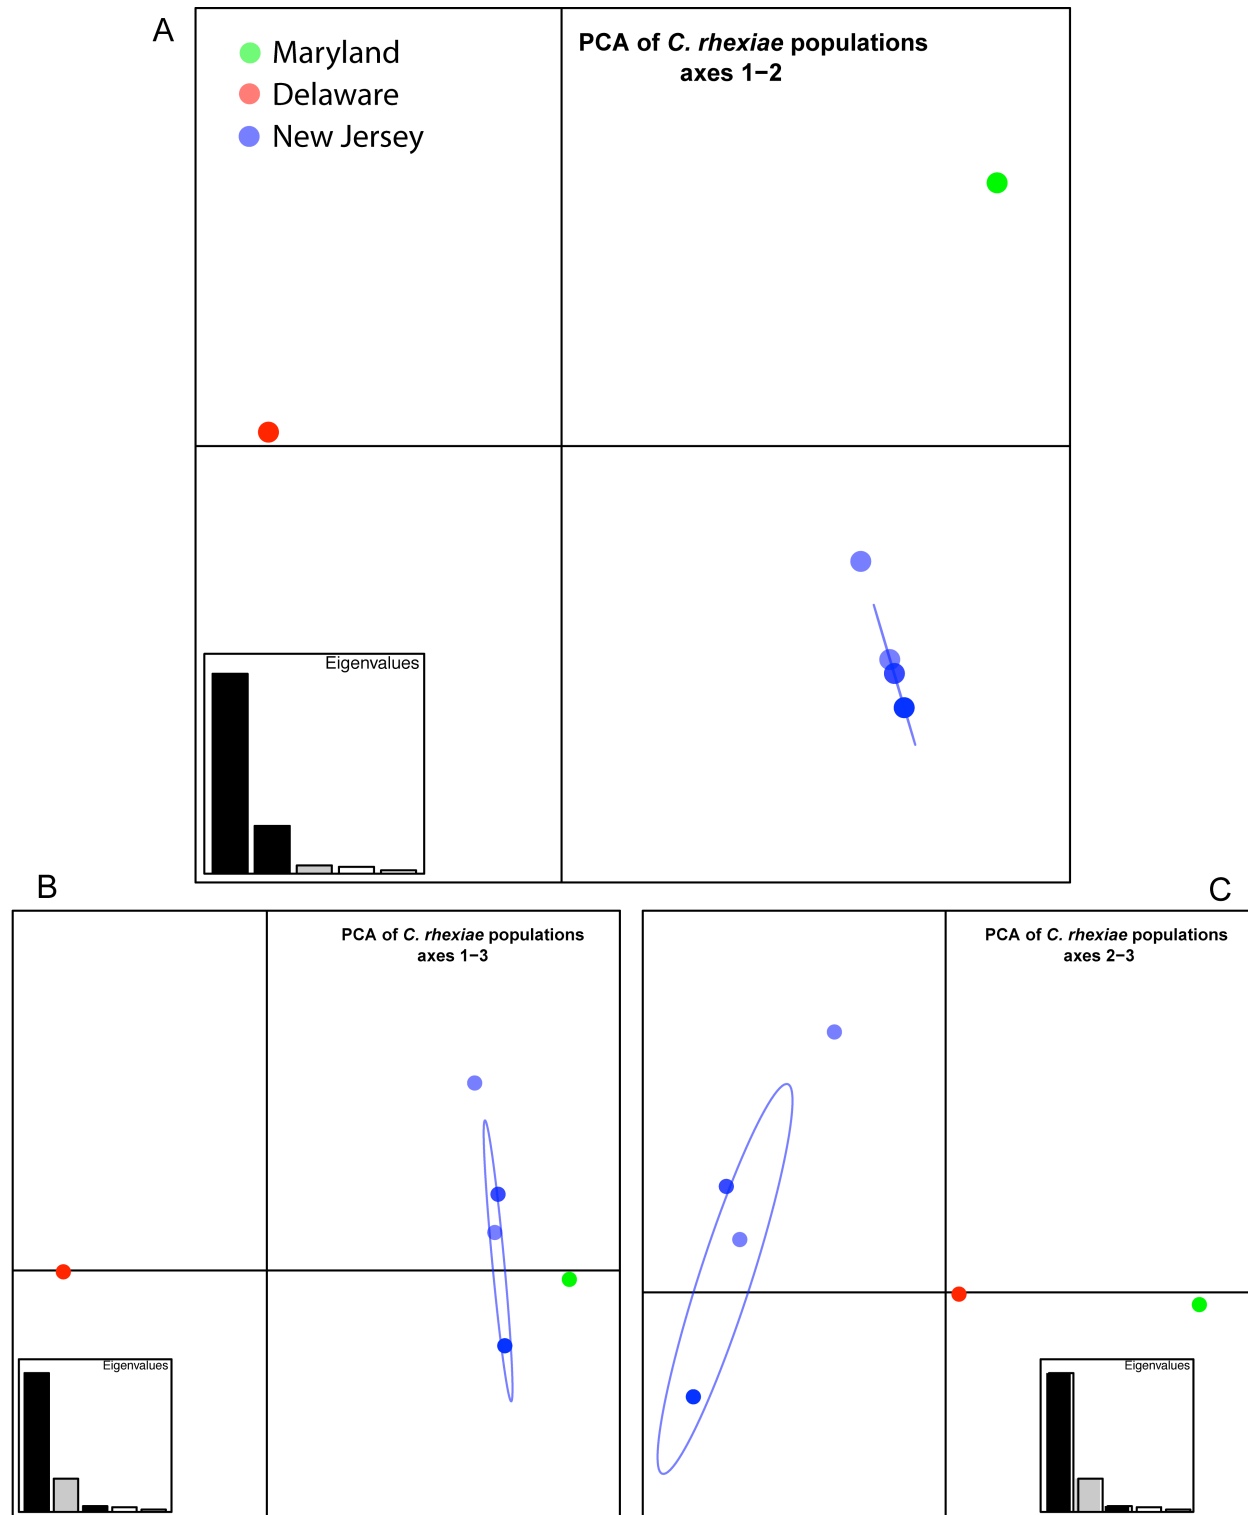 A
Maryland
Delaware
New Jersey
PCA of C. rhexiae populations
axes 1−2
Eigenvalues
B
PCA of C. rhexiae populations
axes 1−3
Eigenvalues
C
PCA of C. rhexiae populations
axes 2−3
Eigenvalues